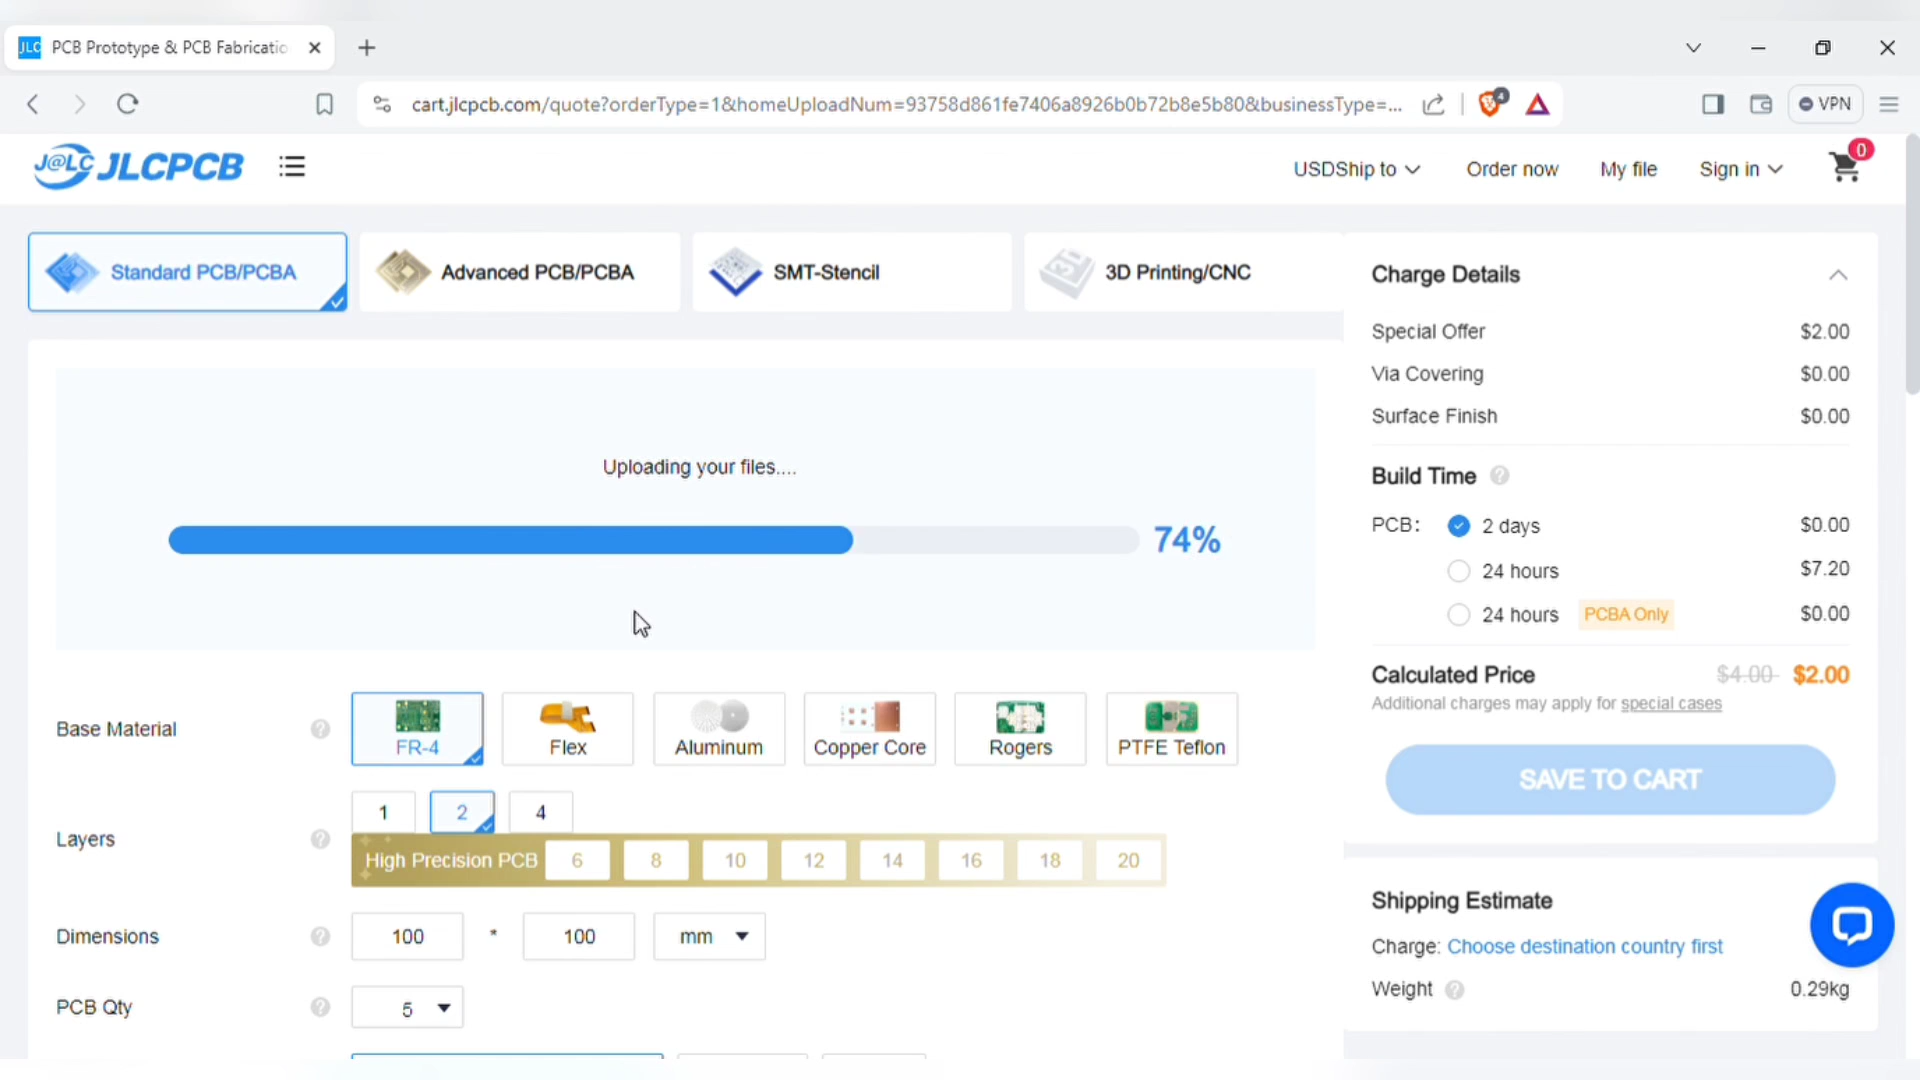 JLC PCB Prototype & PCB Fabricatio
cart.jlcpcb.com/quote?orderType=1&homeUploadNum=93758d861fe7406a8926b0b72b8e5b80&businessType=...
4
VPN
J@LC JLCPCB
USDShip to
Order now
My file
Sign in
0
Standard PCB/PCBA
Advanced PCB/PCBA
SMT-Stencil
3D Printing/CNC
Uploading your files....
74%
Base Material
FR-4
Flex
Aluminum
Copper Core
Rogers
PTFE Teflon
Layers
1
2
4
High Precision PCB
6
8
10
12
14
16
18
20
Dimensions
100
*
100
mm
PCB Qty
5
Charge Details
Special Offer $2.00
Via Covering $0.00
Surface Finish $0.00
Build Time
PCB: 2 days $0.00
24 hours $7.20
24 hours PCBA Only $0.00
Calculated Price $4.00 $2.00
Additional charges may apply for special cases
SAVE TO CART
Shipping Estimate
Charge: Choose destination country first
Weight 0.29kg